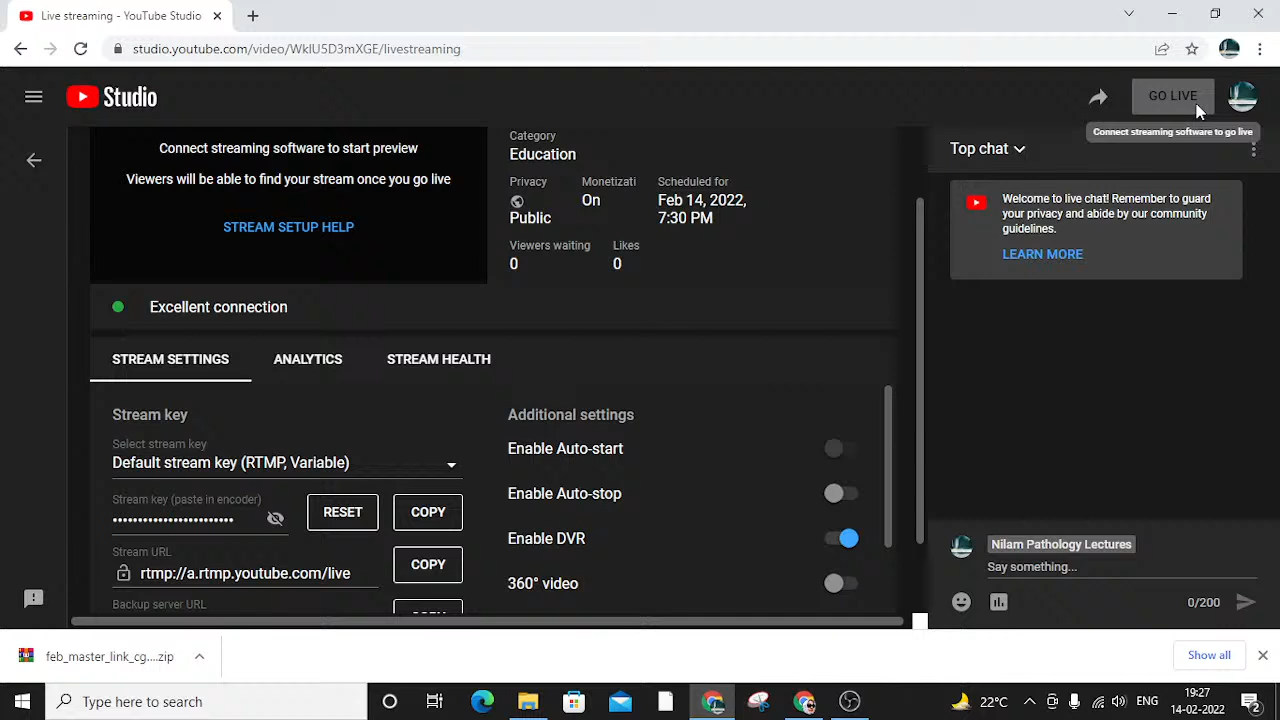 Live streaming - YouTube Studio
studio.youtube.com/video/WkIU5D3mXGE/livestreaming
Studio
GO LIVE
Connect streaming software to go live
Connect streaming software to start preview
Viewers will be able to find your stream once you go live
STREAM SETUP HELP
Category
Education
Privacy
Monetizati
Scheduled for
Public
On
Feb 14, 2022,
7:30 PM
Viewers waiting
Likes
0
0
Top chat
Welcome to live chat! Remember to guard
your privacy and abide by our community
guidelines.
LEARN MORE
Excellent connection
STREAM SETTINGS
ANALYTICS
STREAM HEALTH
Stream key
Select stream key
Default stream key (RTMP, Variable)
Stream key (paste in encoder)
••••••••••••••••••••••••
RESET
COPY
Stream URL
rtmp://a.rtmp.youtube.com/live
COPY
Backup server URL
Additional settings
Enable Auto-start
Enable Auto-stop
Enable DVR
360° video
Nilam Pathology Lectures
Say something...
0/200
feb_master_link_cg....zip
Show all
Type here to search
22°C
ENG
19:27
14-02-2022
2